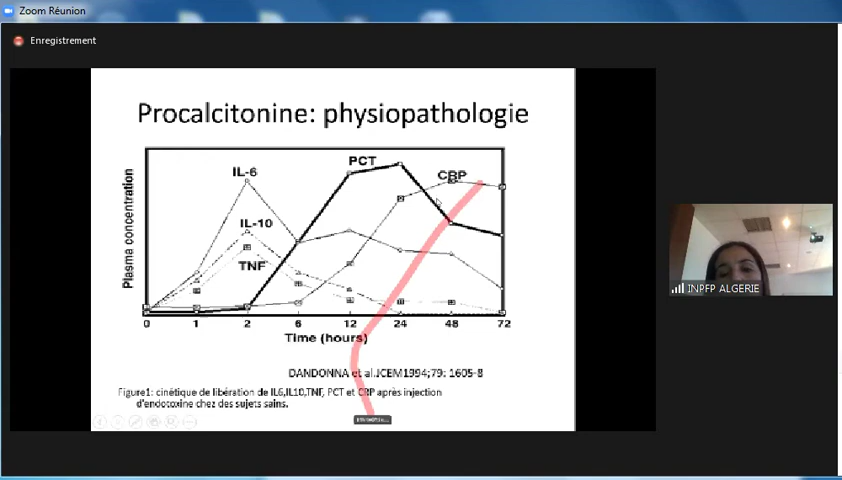 Zoom Réunion
Enregistrement
Procalcitonine: physiopathologie
Plasma concentration
IL-6
IL-10
TNF
PCT
CRP
0 1 2 6 12 24 48 72
Time (hours)
DANDONNA et al.JCEM1994;79: 1605-8
Figure1: cinétique de libération de IL6,IL10,TNF, PCT et CRP après injection
d'endotoxine chez des sujets sains.
INPFP ALGERIE